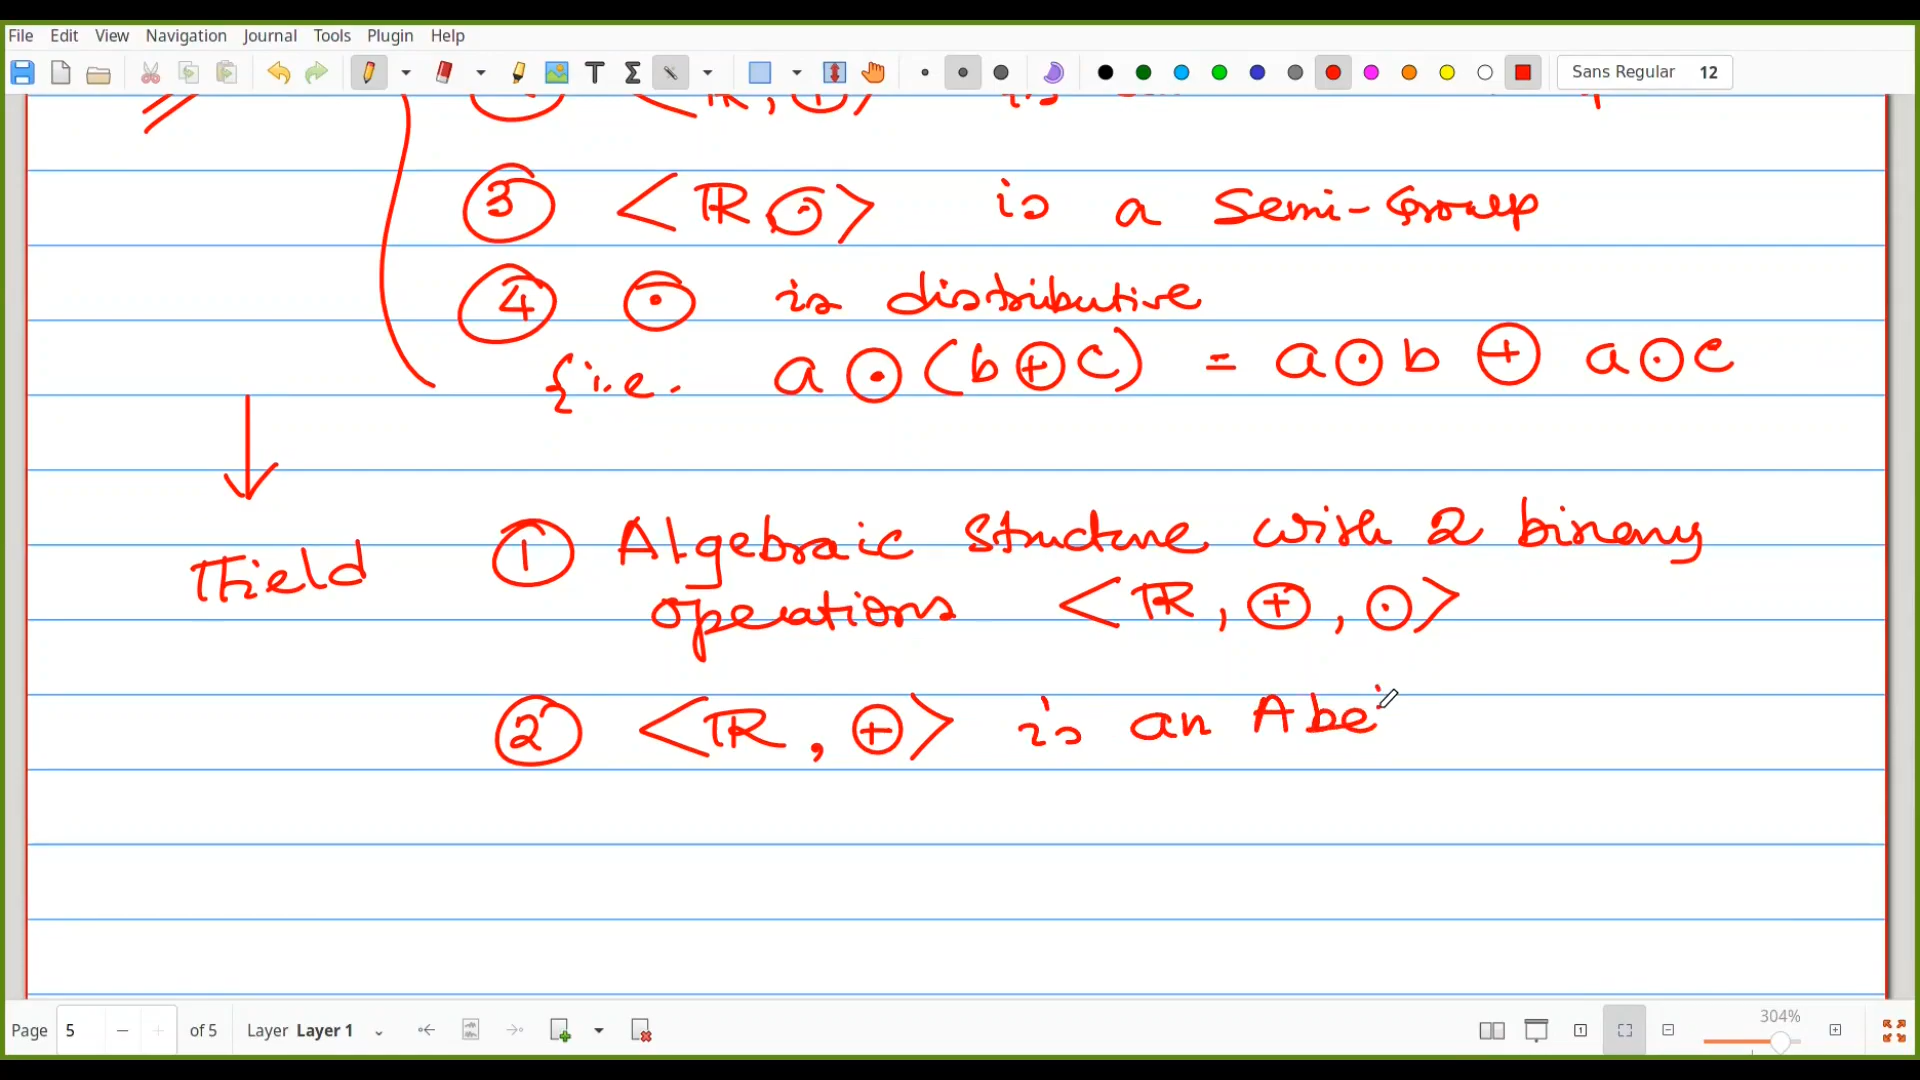 File Edit View Navigation Journal Tools Plugin Help
Sans Regular 12
<ℝ, ⊕> is
③ <ℝ ⊙> is a Semi-Group
④ ⊙ is distributive
{i.e. a ⊙ (b ⊕ c) = a ⊙ b ⊕ a ⊙ c
① Algebraic Structure with 2 binary
Field operations <ℝ, ⊕, ⊙>
② <ℝ, ⊕> is an Abe
Page 5 of 5 Layer Layer 1 304%